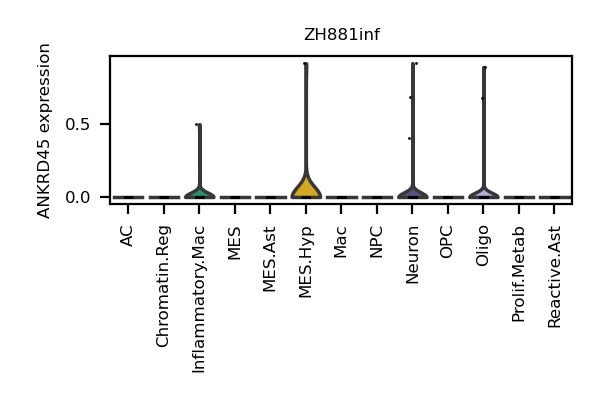 ZH881inf
ANKRD45 expression
0.5
0.0
AC
Chromatin.Reg
Inflammatory.Mac
MES
MES.Ast
MES.Hyp
Mac
NPC
Neuron
OPC
Oligo
Prolif.Metab
Reactive.Ast